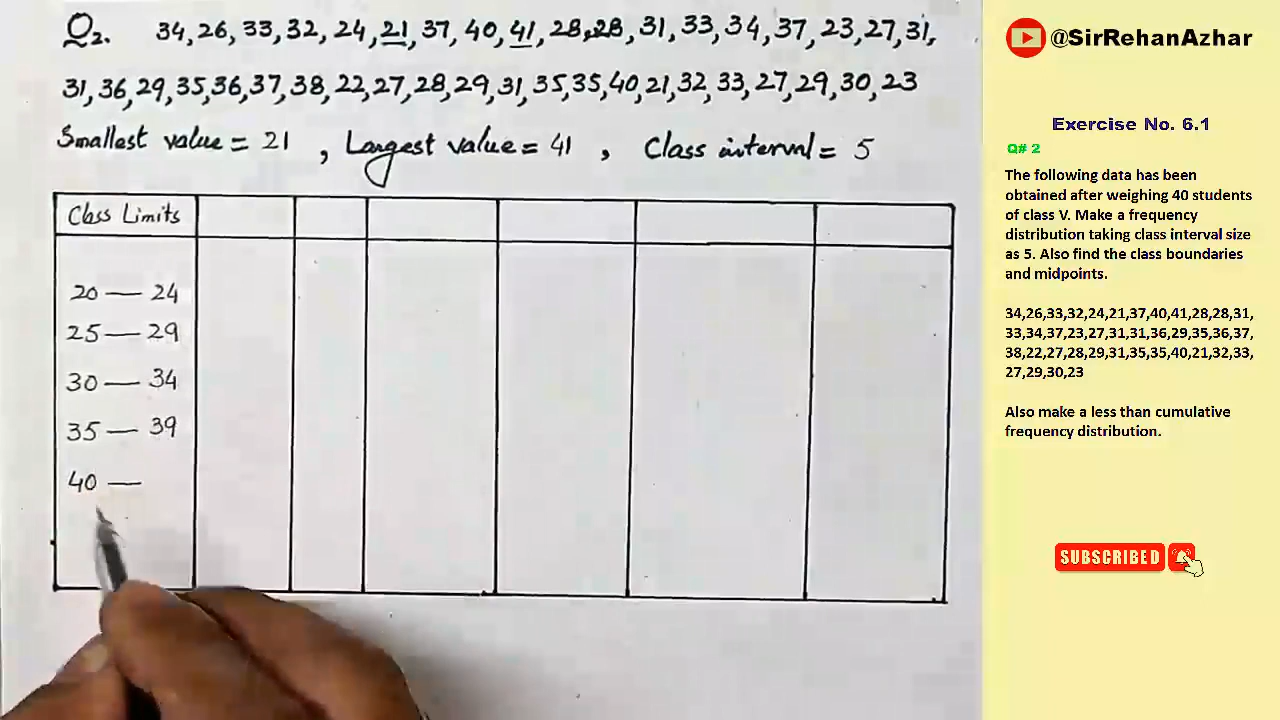 Q2. 34,26,33,32,24,21,37,40,41,28,28,31,33,34,37,23,27,31,
31,36,29,35,36,37,38,22,27,28,29,31,35,35,40,21,32,33,27,29,30,23
Smallest value = 21 , Largest value = 41 , Class interval = 5
Class Limits
20 — 24
25 — 29
30 — 34
35 — 39
40 —
@SirRehanAzhar
Exercise No. 6.1
Q# 2
The following data has been
obtained after weighing 40 students
of class V. Make a frequency
distribution taking class interval size
as 5. Also find the class boundaries
and midpoints.
34,26,33,32,24,21,37,40,41,28,28,31,
33,34,37,23,27,31,31,36,29,35,36,37,
38,22,27,28,29,31,35,35,40,21,32,33,
27,29,30,23
Also make a less than cumulative
frequency distribution.
SUBSCRIBED